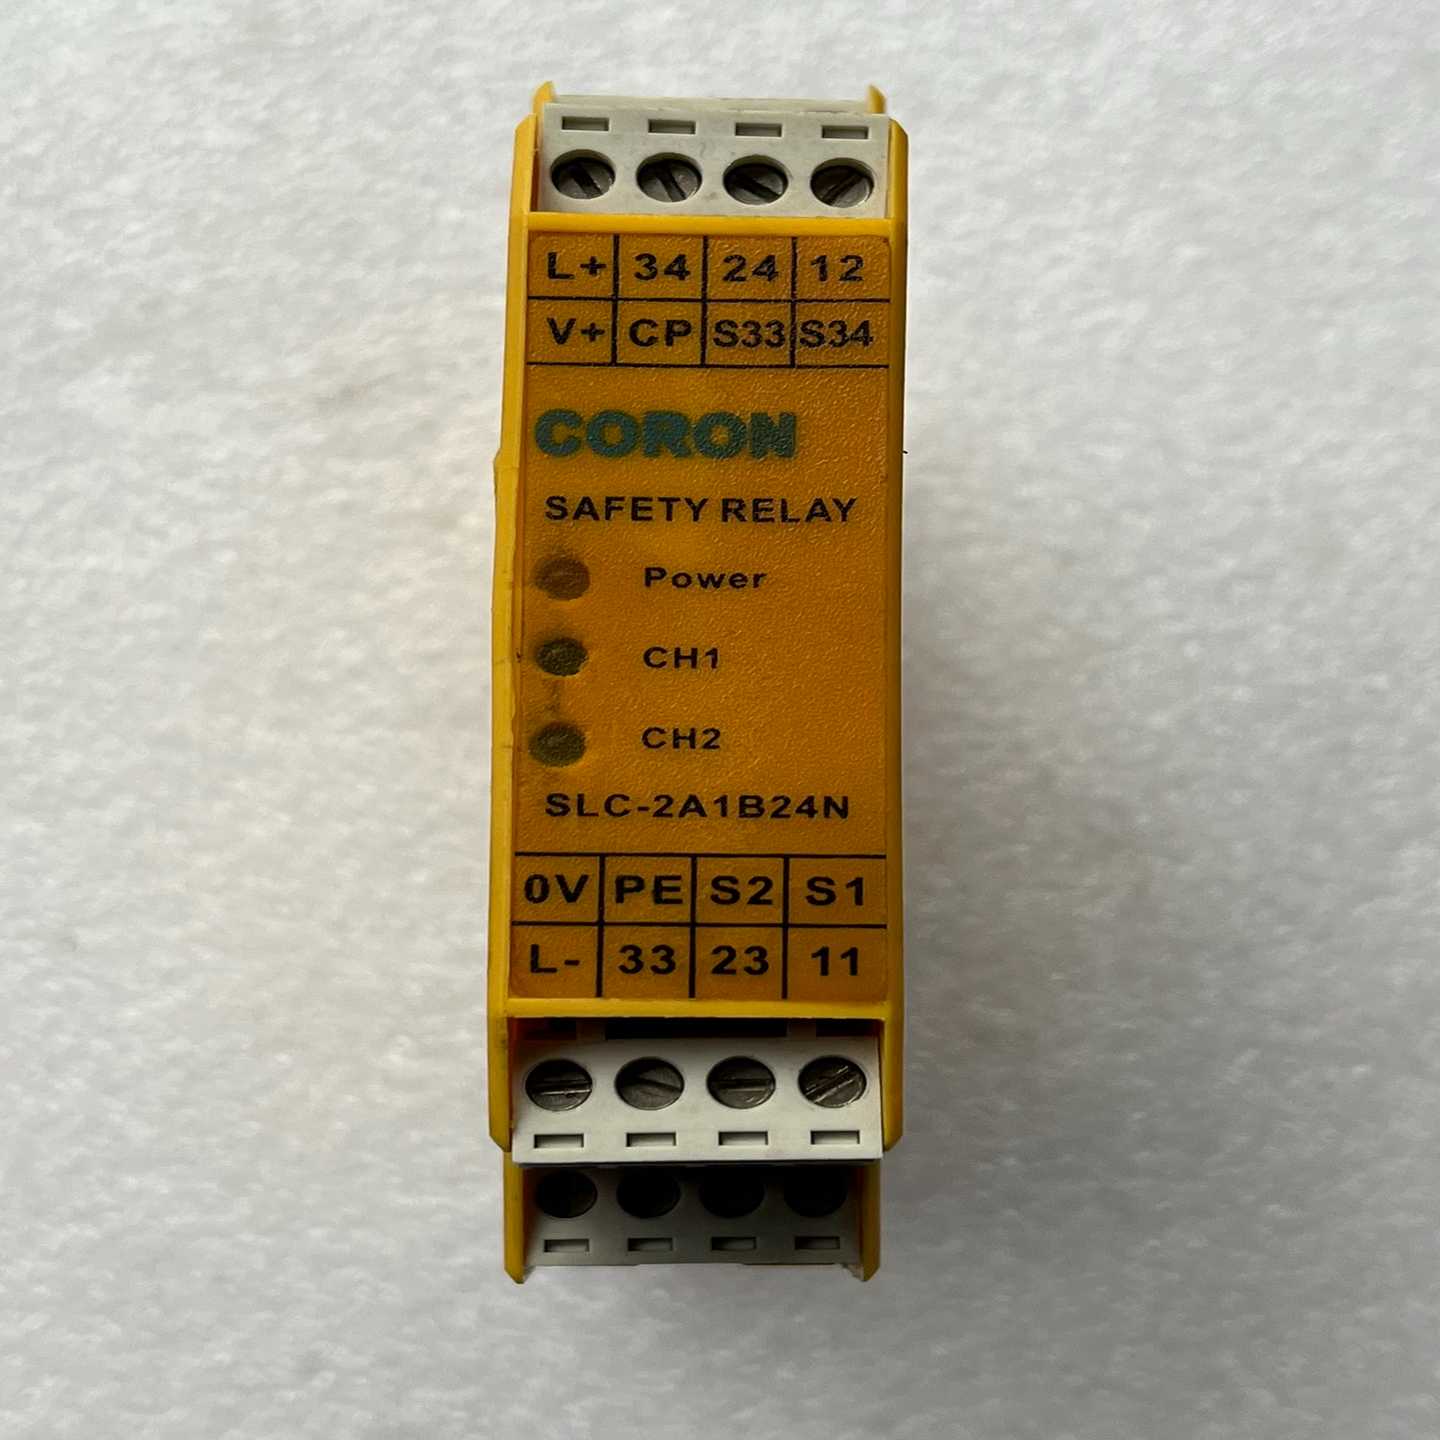 L+ 34 24 12
V+ CP S33 S34
CORON
SAFETY RELAY
Power
CH1
CH2
SLC-2A1B24N
0V PE S2 S1
L- 33 23 11